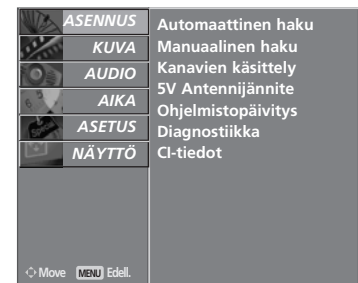 ASENNUS
KUVA
AUDIO
AIKA
ASETUS
NÄYTTÖ
Automaattinen haku
Manuaalinen haku
Kanavien käsittely
5V Antennijännite
Ohjelmistopäivitys
Diagnostiikka
CI-tiedot
Move MENU Edell.